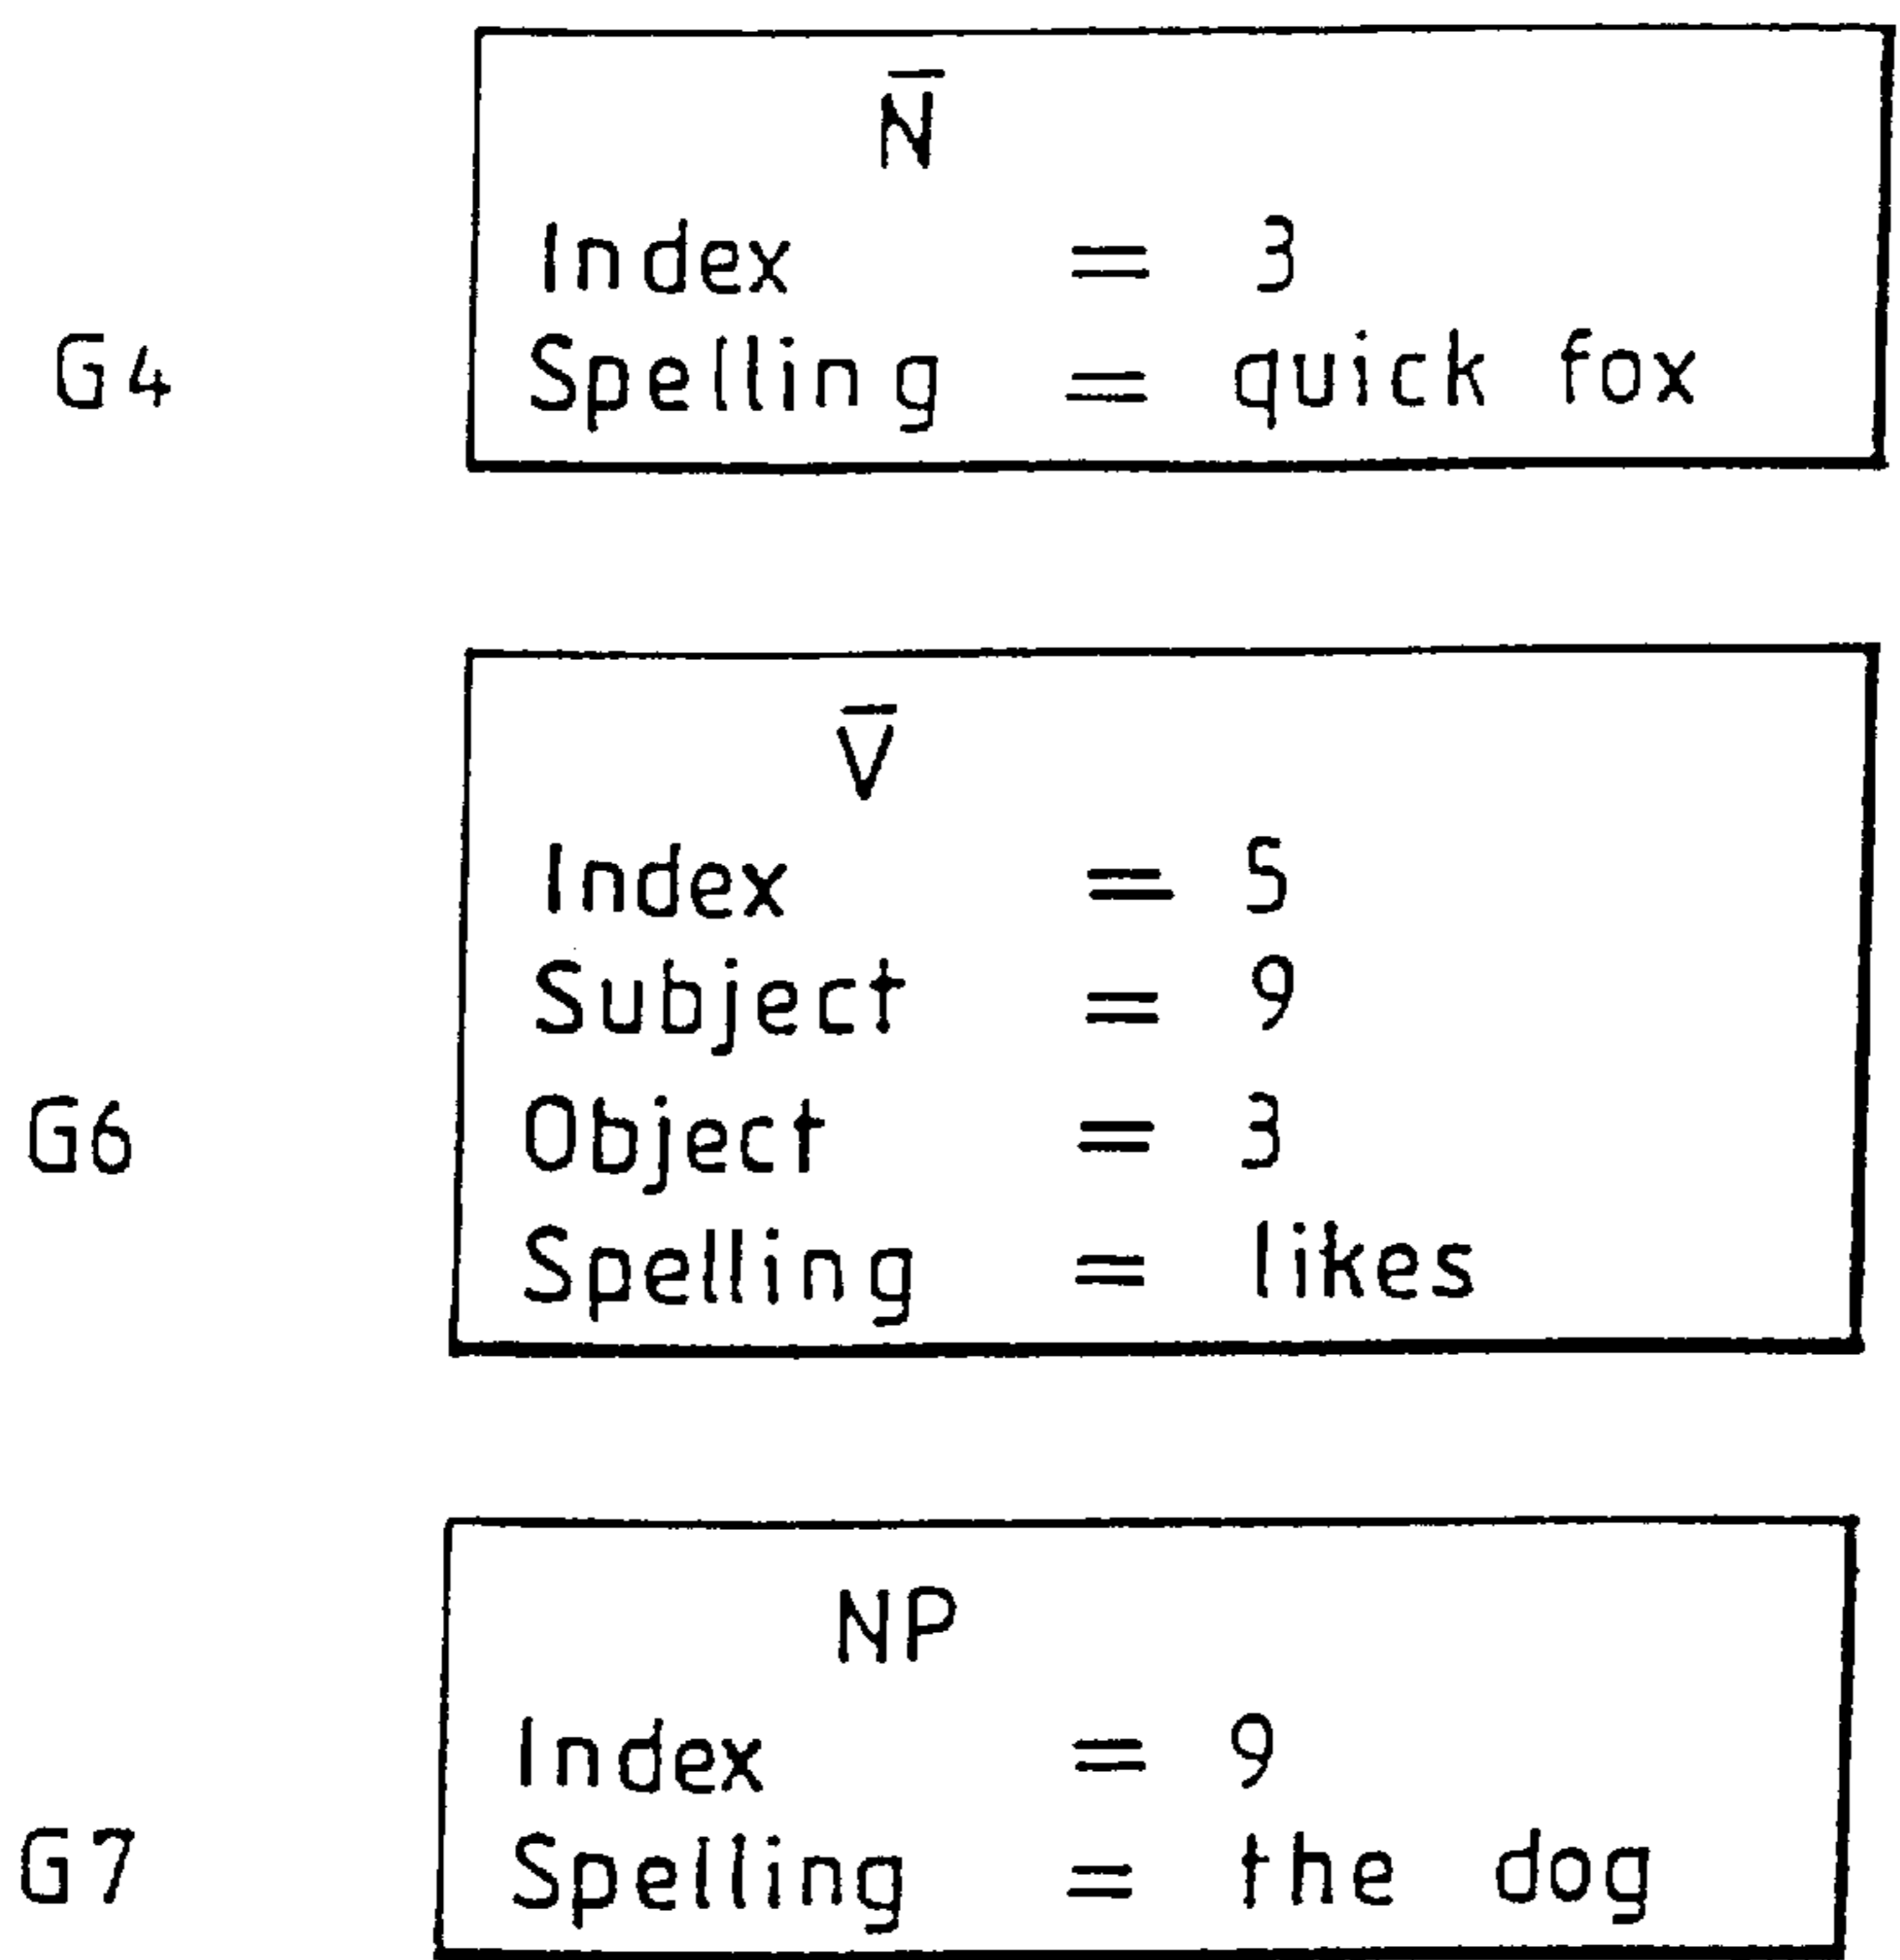 N̄
Index = 3
G4 Spelling = quick fox
V̄
Index = 5
Subject = 9
G6 Object = 3
Spelling = likes
NP
Index = 9
G7 Spelling = the dog